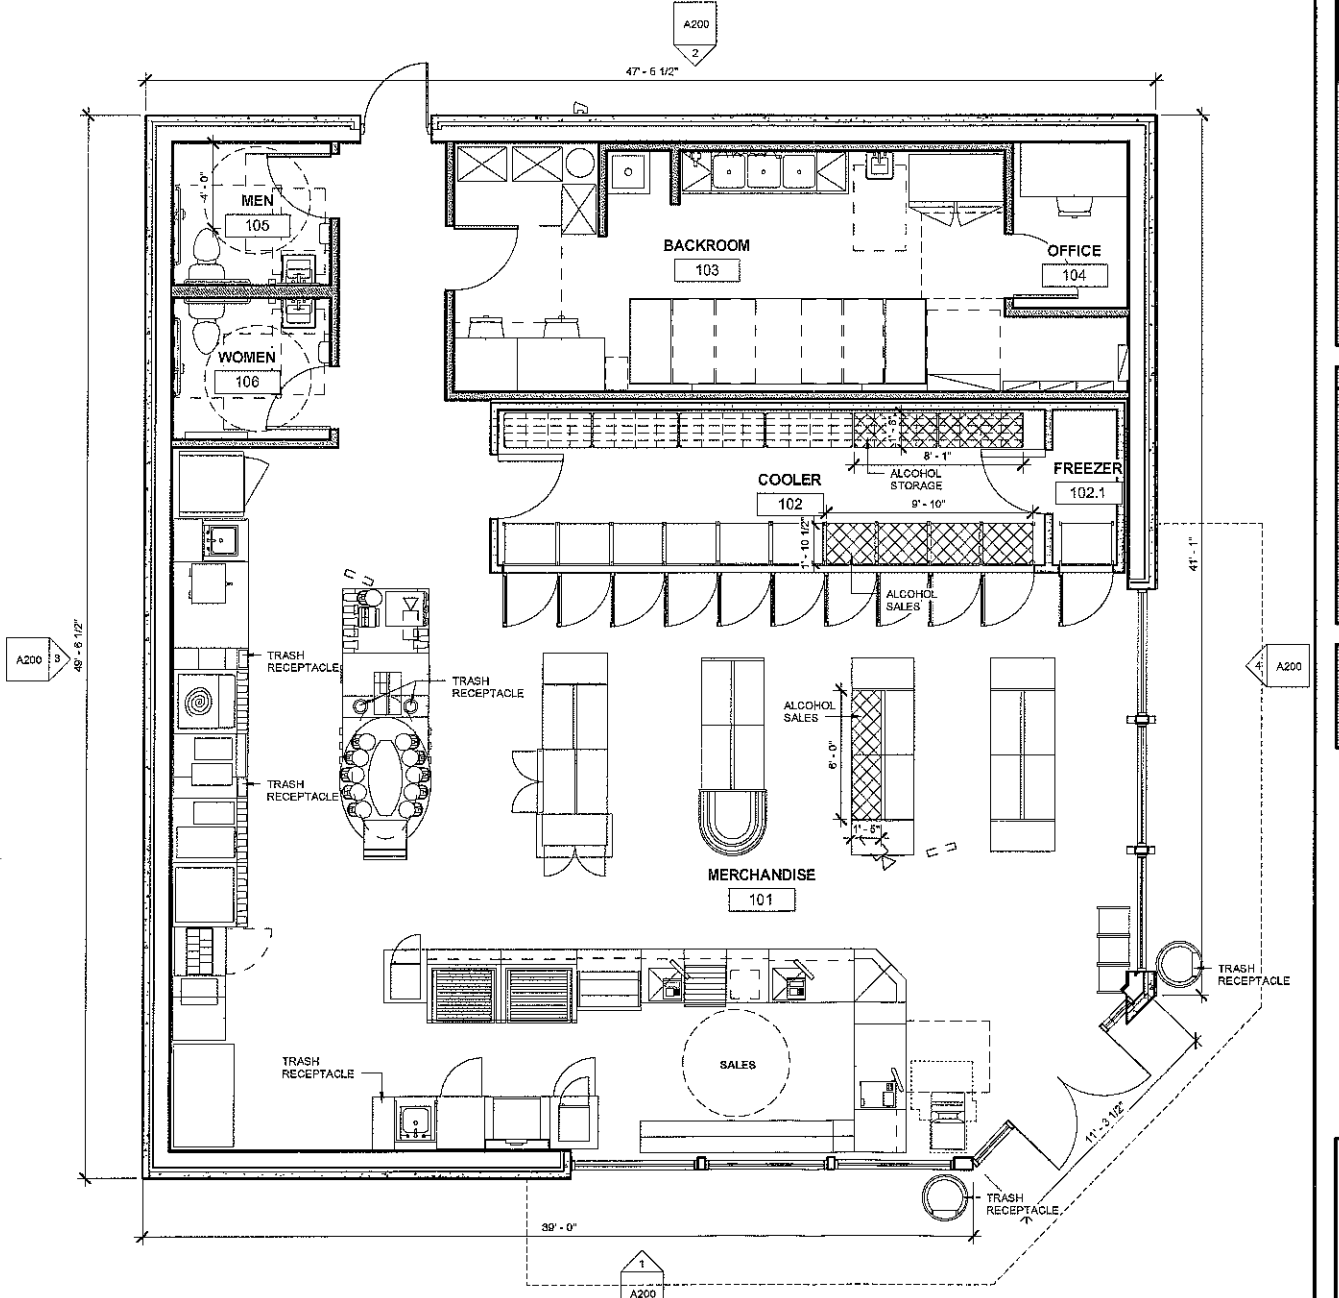 A200
2
47' - 6 1/2"
4'-0"
MEN
105
BACKROOM
103
OFFICE
104
WOMEN
106
1' - 6"
8' - 1"
ALCOHOL
STORAGE
COOLER
102
FREEZER
102.1
9' - 10"
1' - 10 1/2"
ALCOHOL
SALES
41' - 1"
49' - 6 1/2"
A200
3
4
A200
TRASH
RECEPTACLE
TRASH
RECEPTACLE
ALCOHOL
SALES
6' - 0"
TRASH
RECEPTACLE
MERCHANDISE
101
TRASH
RECEPTACLE
TRASH
RECEPTACLE
SALES
11' - 3 1/2"
TRASH
RECEPTACLE
39' - 0"
1
A200